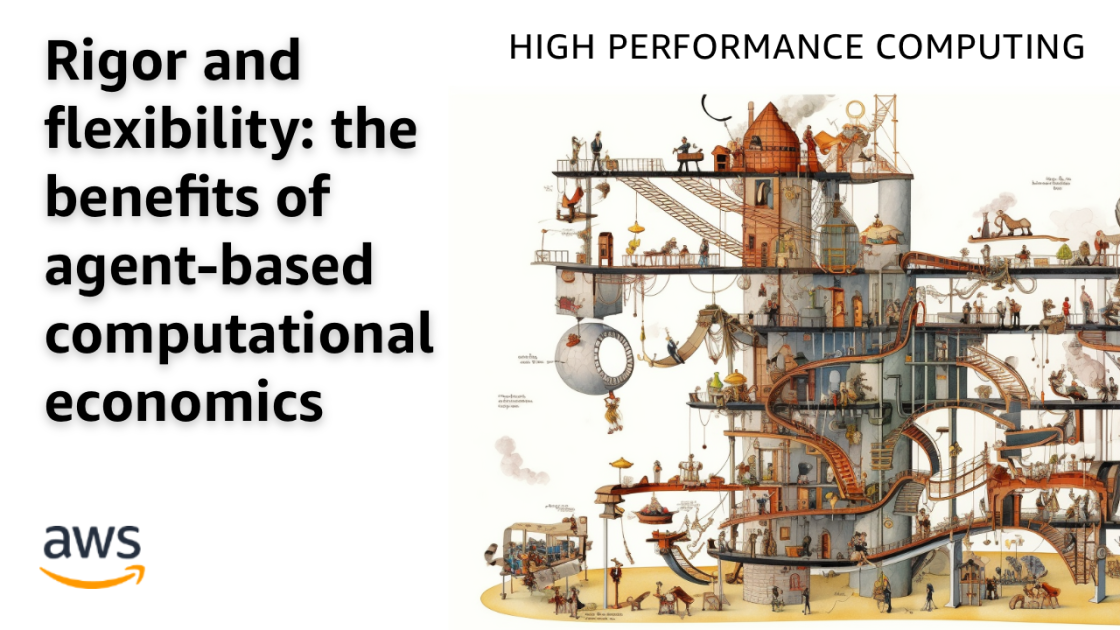 Rigor and
flexibility: the
benefits of
agent-based
computational
economics
HIGH PERFORMANCE COMPUTING
aws